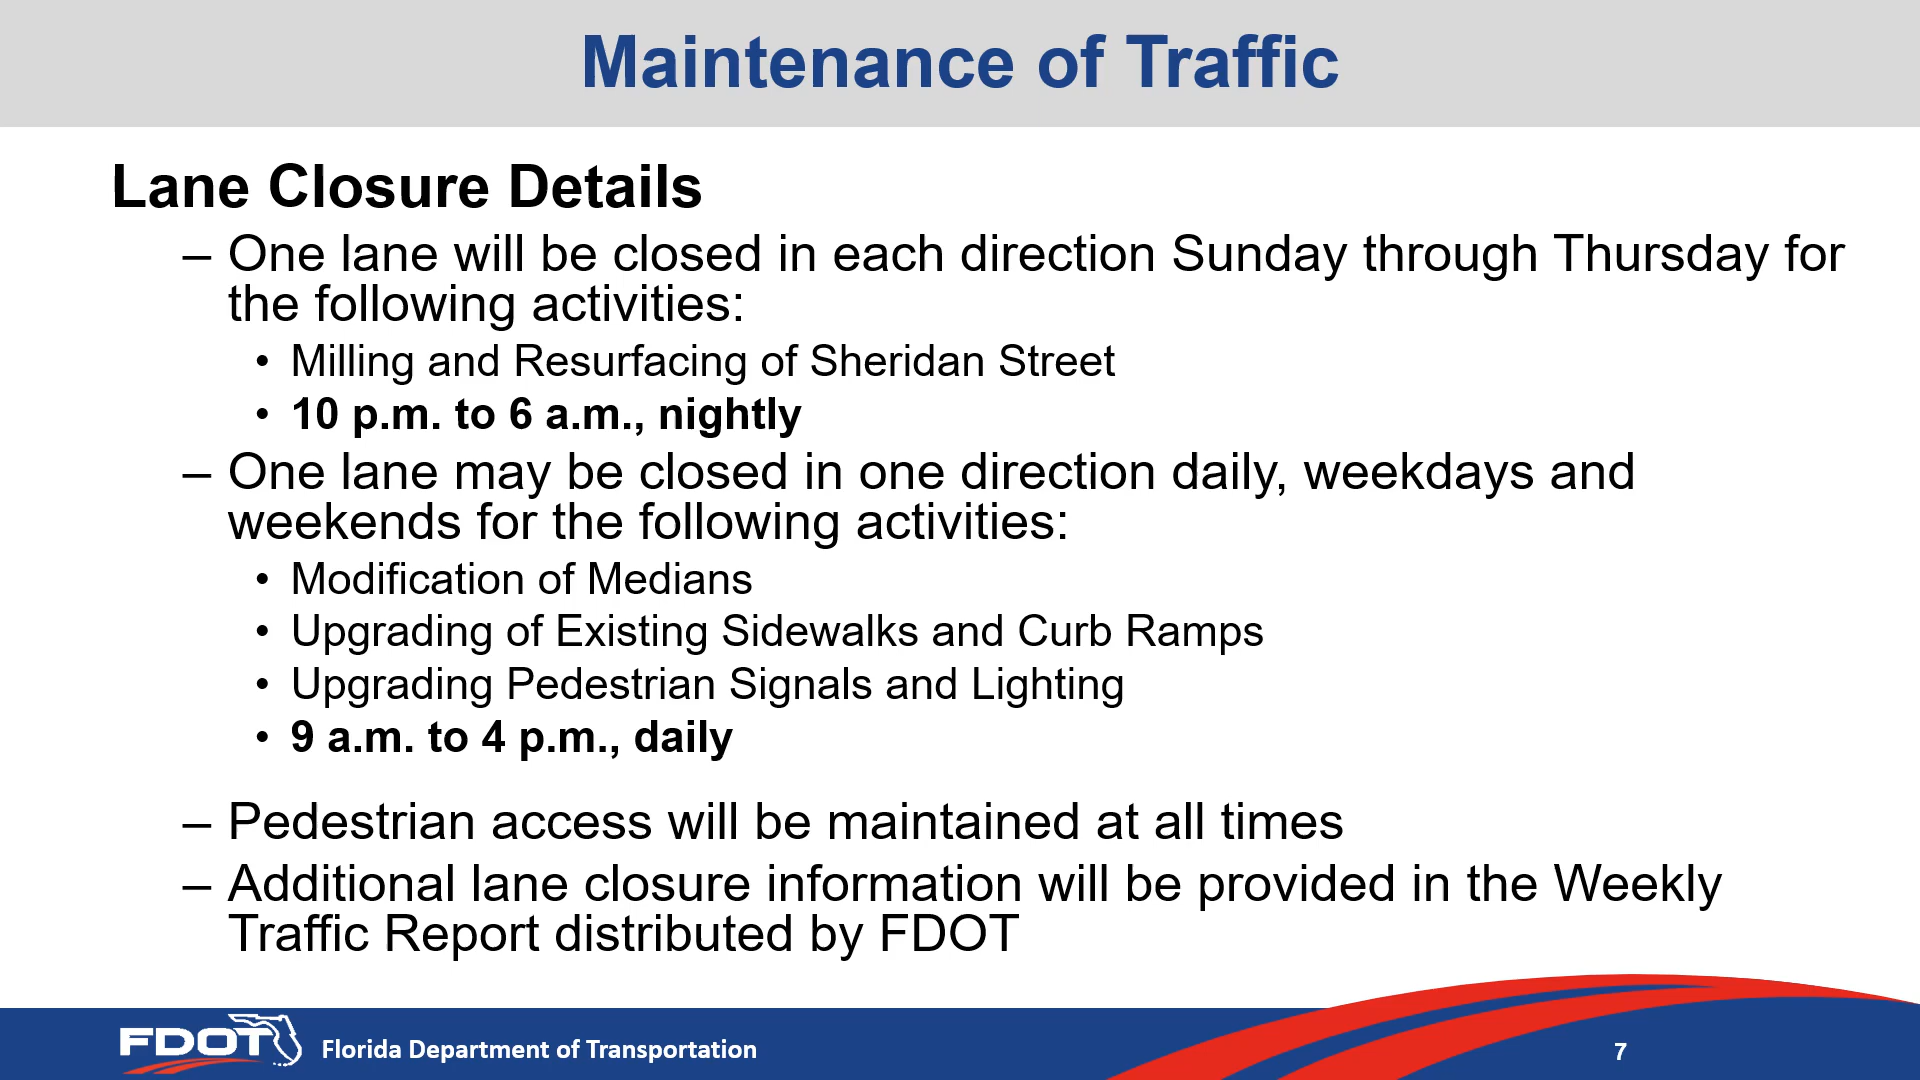 Maintenance of Traffic
Lane Closure Details
– One lane will be closed in each direction Sunday through Thursday for
the following activities:
• Milling and Resurfacing of Sheridan Street
• 10 p.m. to 6 a.m., nightly
– One lane may be closed in one direction daily, weekdays and
weekends for the following activities:
• Modification of Medians
• Upgrading of Existing Sidewalks and Curb Ramps
• Upgrading Pedestrian Signals and Lighting
• 9 a.m. to 4 p.m., daily
– Pedestrian access will be maintained at all times
– Additional lane closure information will be provided in the Weekly
Traffic Report distributed by FDOT
FDOT Florida Department of Transportation
7